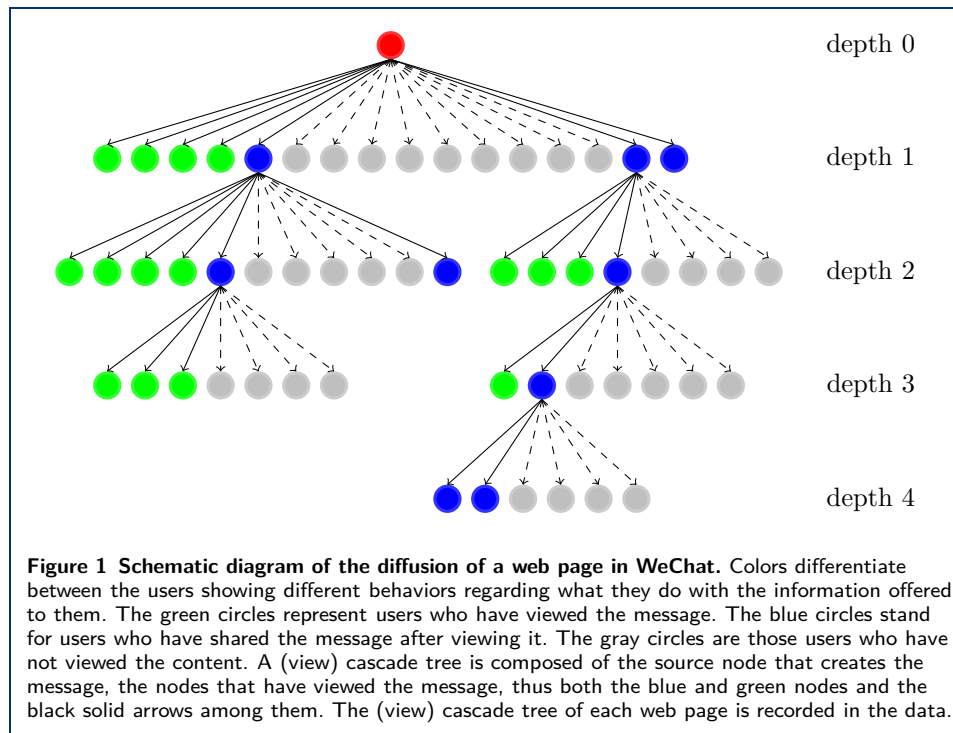 depth 0
depth 1
depth 2
depth 3
depth 4
Figure 1 Schematic diagram of the diffusion of a web page in WeChat. Colors differentiate
between the users showing different behaviors regarding what they do with the information offered
to them. The green circles represent users who have viewed the message. The blue circles stand
for users who have shared the message after viewing it. The gray circles are those users who have
not viewed the content. A (view) cascade tree is composed of the source node that creates the
message, the nodes that have viewed the message, thus both the blue and green nodes and the
black solid arrows among them. The (view) cascade tree of each web page is recorded in the data.